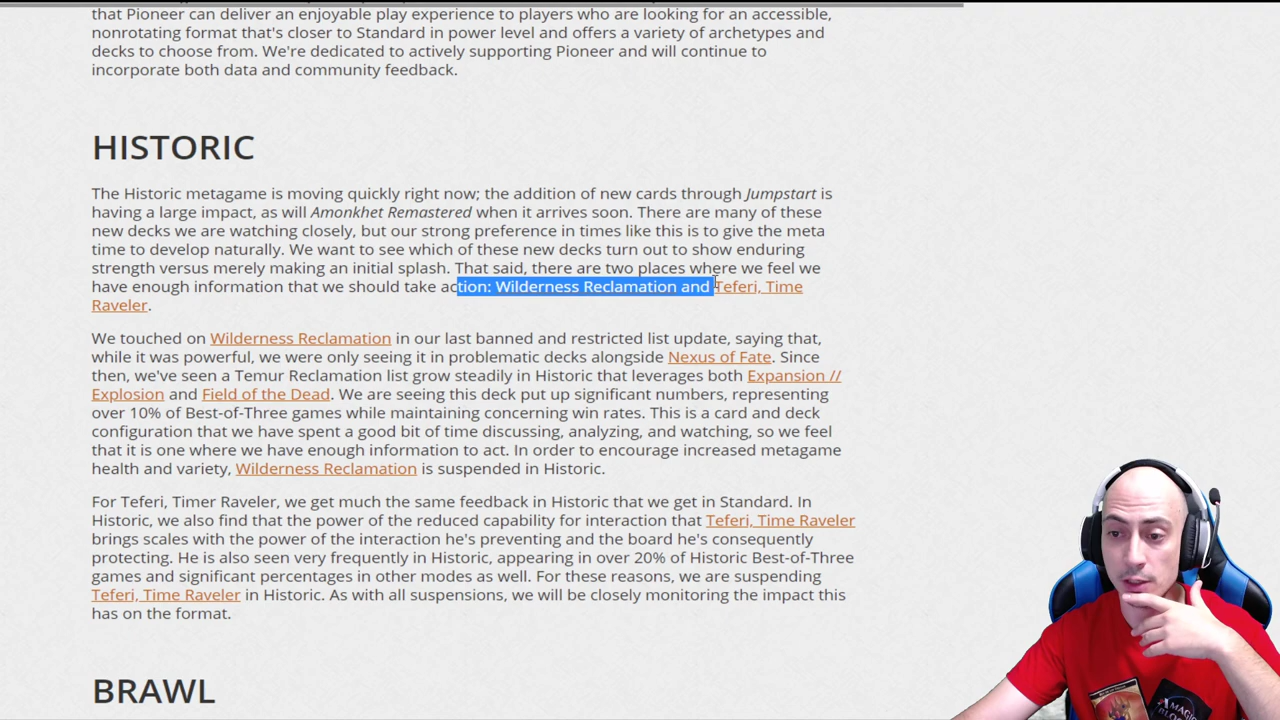 that Pioneer can deliver an enjoyable play experience to players who are looking for an accessible,
nonrotating format that's closer to Standard in power level and offers a variety of archetypes and
decks to choose from. We're dedicated to actively supporting Pioneer and will continue to
incorporate both data and community feedback.
HISTORIC
The Historic metagame is moving quickly right now; the addition of new cards through Jumpstart is
having a large impact, as will Amonkhet Remastered when it arrives soon. There are many of these
new decks we are watching closely, but our strong preference in times like this is to give the meta
time to develop naturally. We want to see which of these new decks turn out to show enduring
strength versus merely making an initial splash. That said, there are two places where we feel we
have enough information that we should take action: Wilderness Reclamation and Teferi, Time
Raveler.
We touched on Wilderness Reclamation in our last banned and restricted list update, saying that,
while it was powerful, we were only seeing it in problematic decks alongside Nexus of Fate. Since
then, we've seen a Temur Reclamation list grow steadily in Historic that leverages both Expansion //
Explosion and Field of the Dead. We are seeing this deck put up significant numbers, representing
over 10% of Best-of-Three games while maintaining concerning win rates. This is a card and deck
configuration that we have spent a good bit of time discussing, analyzing, and watching, so we feel
that it is one where we have enough information to act. In order to encourage increased metagame
health and variety, Wilderness Reclamation is suspended in Historic.
For Teferi, Timer Raveler, we get much the same feedback in Historic that we get in Standard. In
Historic, we also find that the power of the reduced capability for interaction that Teferi, Time Raveler
brings scales with the power of the interaction he's preventing and the board he's consequently
protecting. He is also seen very frequently in Historic, appearing in over 20% of Historic Best-of-Three
games and significant percentages in other modes as well. For these reasons, we are suspending
Teferi, Time Raveler in Historic. As with all suspensions, we will be closely monitoring the impact this
has on the format.
BRAWL
MAGIC